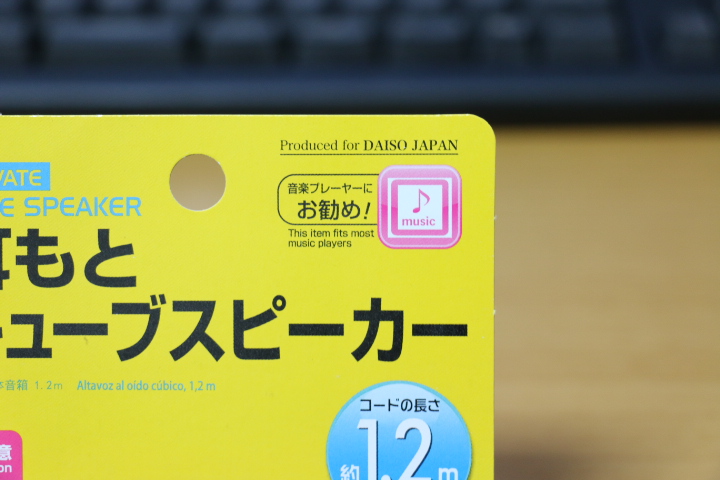 Produced for DAISO JAPAN
VATE
E SPEAKER
音楽プレーヤーに
お勧め!
This item fits most
music players
music
耳もと
キューブスピーカー
音箱 1.2m Altavoz al oído cúbico, 1,2 m
コードの長さ
約1.2m
意
on